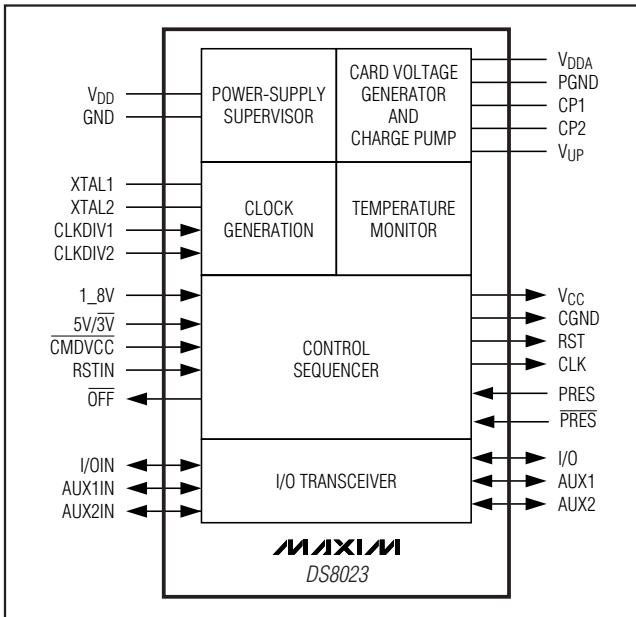 VDD
GND
XTAL1
XTAL2
CLKDIV1
CLKDIV2
1_8V
5V/3V
CMDVCC
RSTIN
OFF
I/OIN
AUX1IN
AUX2IN
POWER-SUPPLY
SUPERVISOR
CARD VOLTAGE
GENERATOR
AND
CHARGE PUMP
CLOCK
GENERATION
TEMPERATURE
MONITOR
CONTROL
SEQUENCER
I/O TRANSCEIVER
VDDA
PGND
CP1
CP2
VUP
VCC
CGND
RST
CLK
PRES
PRES
I/O
AUX1
AUX2
MAXIM
DS8023